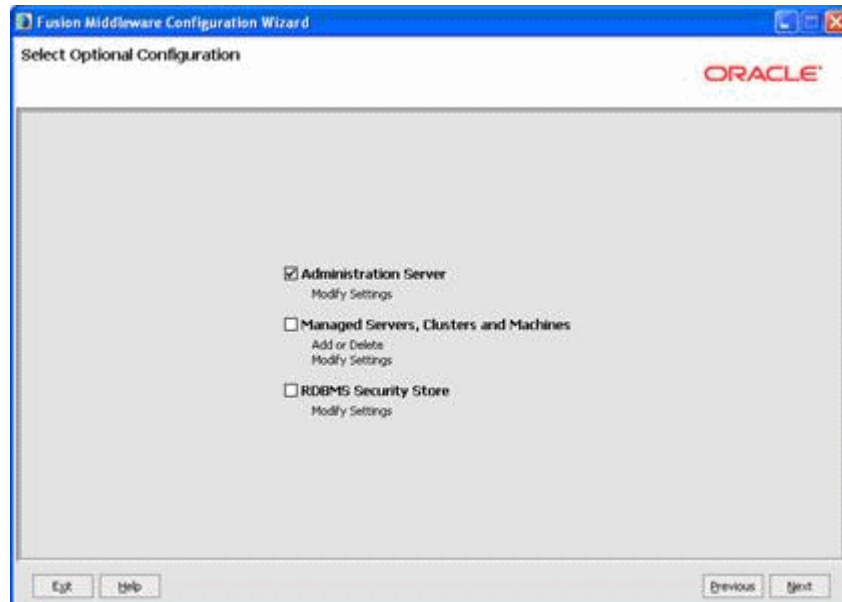 Fusion Middleware Configuration Wizard
Select Optional Configuration
ORACLE
Administration Server
Modify Settings
Managed Servers, Clusters and Machines
Add or Delete
Modify Settings
RDBMS Security Store
Modify Settings
Exit Help Previous Next